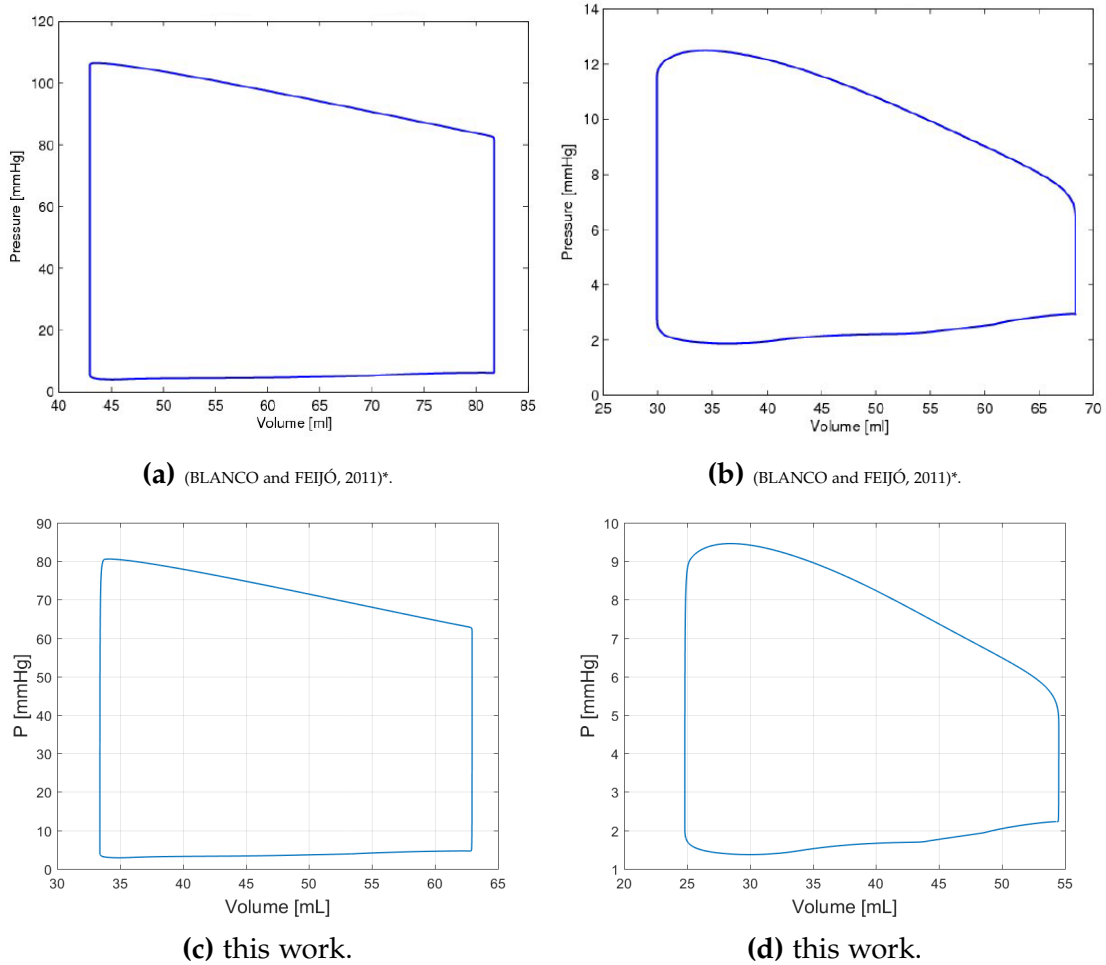 120
100
80
60
40
20
0
Pressure [mmHg]
40 45 50 55 60 65 70 75 80 85
Volume [ml]
(a) (BLANCO and FEIJÓ, 2011)*.
14
12
10
8
6
4
2
0
Pressure [mmHg]
25 30 35 40 45 50 55 60 65 70
Volume [ml]
(b) (BLANCO and FEIJÓ, 2011)*.
90
80
70
60
50
40
30
20
10
0
P [mmHg]
30 35 40 45 50 55 60 65
Volume [mL]
(c) this work.
10
9
8
7
6
5
4
3
2
1
P [mmHg]
20 25 30 35 40 45 50 55
Volume [mL]
(d) this work.